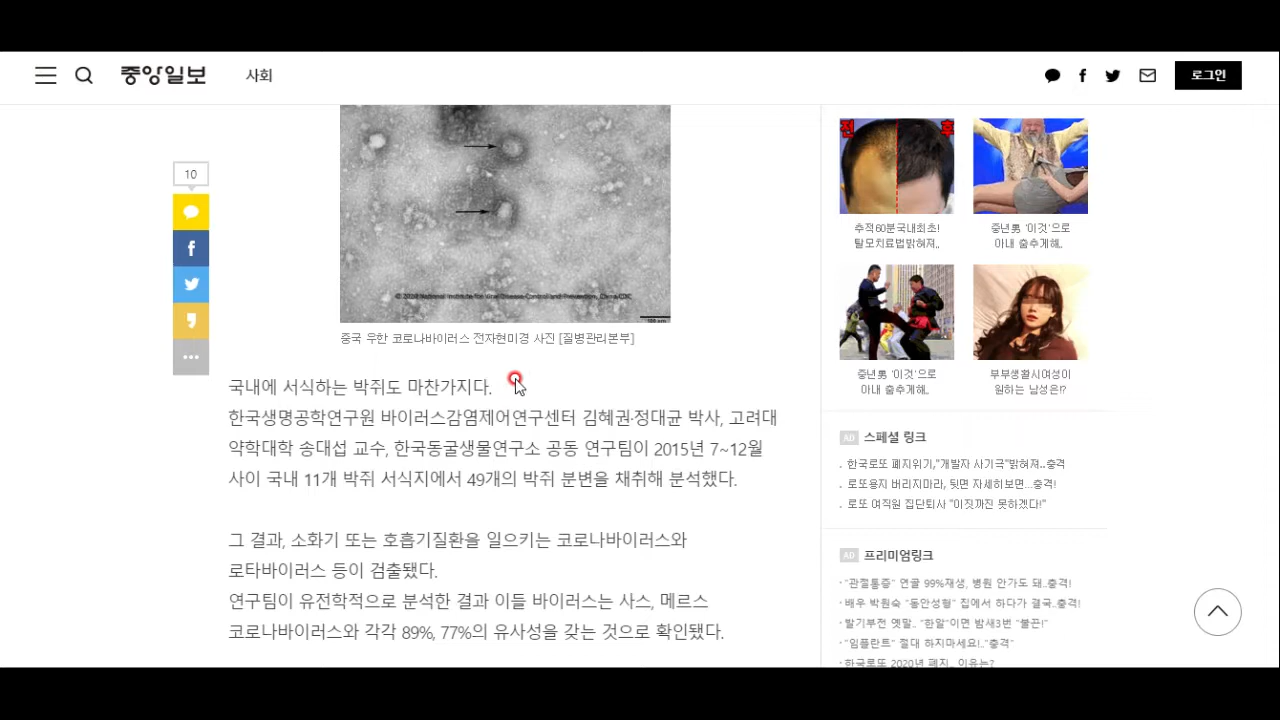 중앙일보
사회
로그인
10
중국 우한 코로나바이러스 전자현미경 사진 [질병관리본부]
국내에 서식하는 박쥐도 마찬가지다.
한국생명공학연구원 바이러스감염제어연구센터 김혜권·정대균 박사, 고려대
약학대학 송대섭 교수, 한국동굴생물연구소 공동 연구팀이 2015년 7~12월
사이 국내 11개 박쥐 서식지에서 49개의 박쥐 분변을 채취해 분석했다.
그 결과, 소화기 또는 호흡기질환을 일으키는 코로나바이러스와
로타바이러스 등이 검출됐다.
연구팀이 유전학적으로 분석한 결과 이들 바이러스는 사스, 메르스
코로나바이러스와 각각 89%, 77%의 유사성을 갖는 것으로 확인됐다.
전
후
추적60분국내최초!
탈모치료법밝혀져..
중년男 '이것'으로
아내 춤추게해..
중년男 '이것'으로
아내 춤추게해..
부부생활시여성이
원하는 남성은!?
AD 스페셜 링크
. 한국로또 폐지위기,"개발자 사기극"밝혀져..충격
. 로또용지 버리지마라, 뒷면 자세히보면...충격!
. 로또 여직원 집단퇴사 "이짓까진 못하겠다!"
AD 프리미엄링크
· "관절통증" 연골 99%재생, 병원 안가도 돼..충격!
· 배우 박원숙 "동안성형" 집에서 하다가 결국..충격!
· 발기부전 옛말.. "한알"이면 밤새3번 "불끈!"
· "임플란트" 절대 하지마세요!.."충격"
· 한국로또 2020년 폐지.. 이유는?